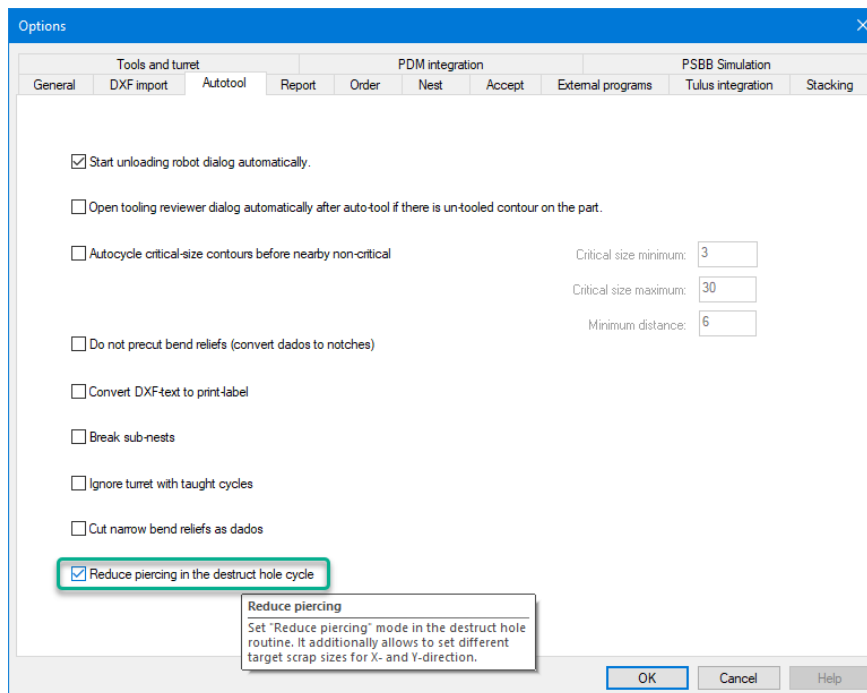 Options
Tools and turret PDM integration PSBB Simulation
General DXF import Autotool Report Order Nest Accept External programs Tulus integration Stacking
Start unloading robot dialog automatically.
Open tooling reviewer dialog automatically after auto-tool if there is un-tooled contour on the part.
Autocycle critical-size contours before nearby non-critical Critical size minimum: 3
Critical size maximum: 30
Minimum distance: 6
Do not precut bend reliefs (convert dados to notches)
Convert DXF-text to print-label
Break sub-nests
Ignore turret with taught cycles
Cut narrow bend reliefs as dados
Reduce piercing in the destruct hole cycle
Reduce piercing
Set "Reduce piercing" mode in the destruct hole
routine. It additionally allows to set different
target scrap sizes for X- and Y-direction.
OK Cancel Help